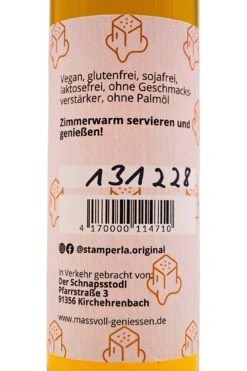 Vegan, glutenfrei, sojafrei,
laktosefrei, ohne Geschmacks-
verstärker, ohne Palmöl
Zimmerwarm servieren und
genießen!
131228
4 170000 114710
@stamperla.original
In Verkehr gebracht von:
Der Schnapsstodl
Pfarrstraße 3
91356 Kirchehrenbach
www.massvoll-geniessen.de